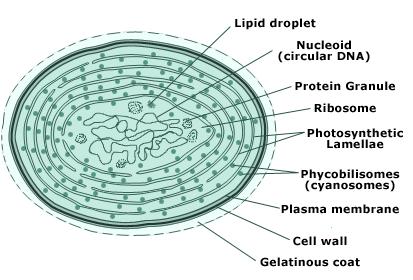 Lipid droplet
Nucleoid
(circular DNA)
Protein Granule
Ribosome
Photosynthetic
Lamellae
Phycobilisomes
(cyanosomes)
Plasma membrane
Cell wall
Gelatinous coat